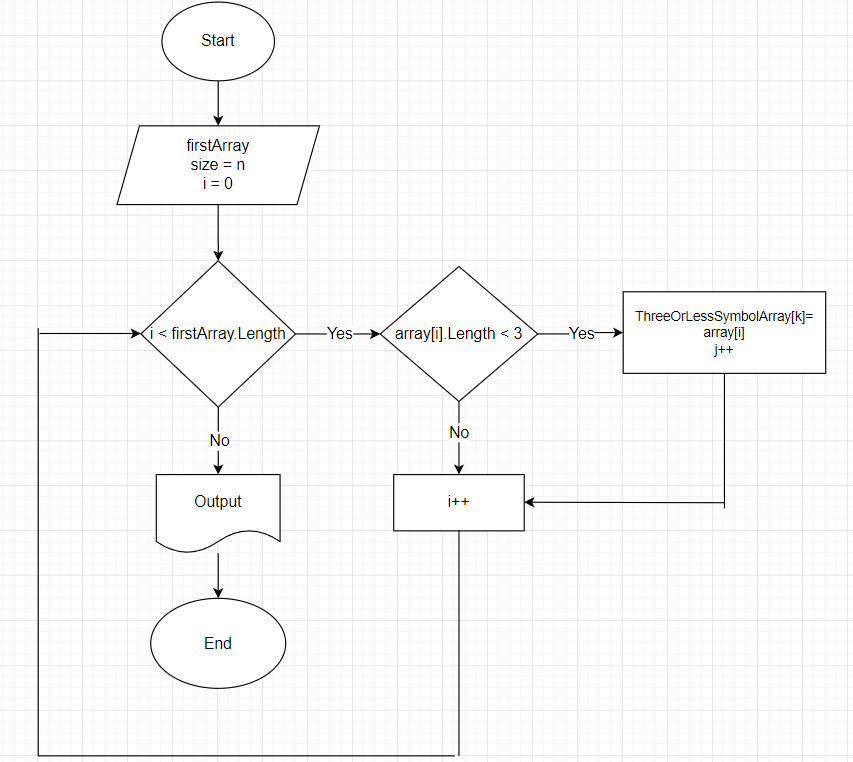 Start
firstArray
size = n
i = 0
i < firstArray.Length
Yes
array[i].Length < 3
Yes
ThreeOrLessSymbolArray[k]=
array[i]
j++
No
No
Output
i++
End